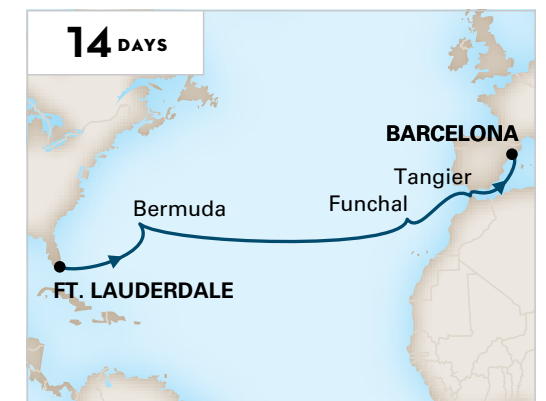 14 DAYS
BARCELONA
Tangier
Funchal
Bermuda
FT. LAUDERDALE